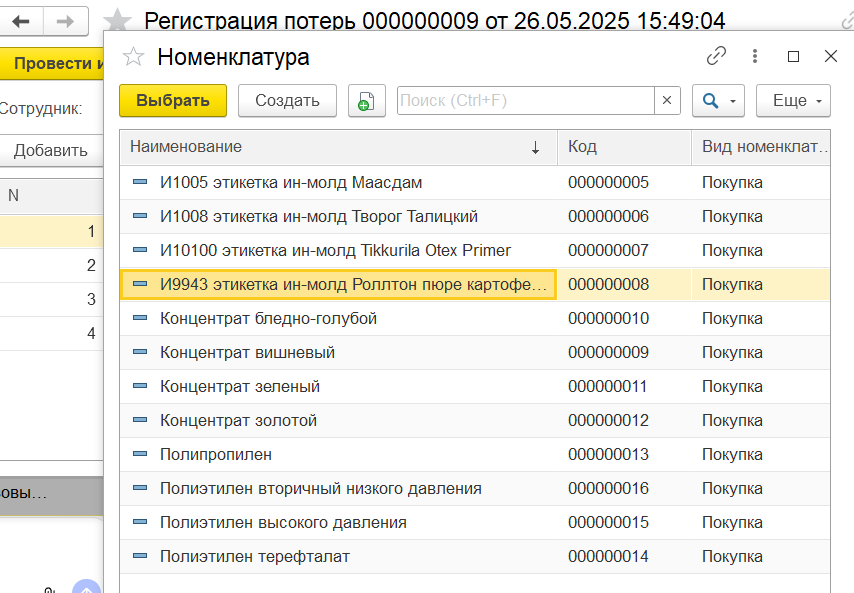 Регистрация потерь 000000009 от 26.05.2025 15:49:04
Номенклатура
Провести и
Выбрать Создать Поиск (Ctrl+F) × Еще
Сотрудник:
Добавить
Наименование ↓ Код Вид номенклат...
N
И1005 этикетка ин-молд Маасдам 000000005 Покупка
И1008 этикетка ин-молд Творог Талицкий 000000006 Покупка
1
И10100 этикетка ин-молд Tikkurila Otex Primer 000000007 Покупка
2
И9943 этикетка ин-молд Роллтон пюре картофе... 000000008 Покупка
3
Концентрат бледно-голубой 000000010 Покупка
4
Концентрат вишневый 000000009 Покупка
Концентрат зеленый 000000011 Покупка
Концентрат золотой 000000012 Покупка
Полипропилен 000000013 Покупка
Полиэтилен вторичный низкого давления 000000016 Покупка
овы...
Полиэтилен высокого давления 000000015 Покупка
Полиэтилен терефталат 000000014 Покупка